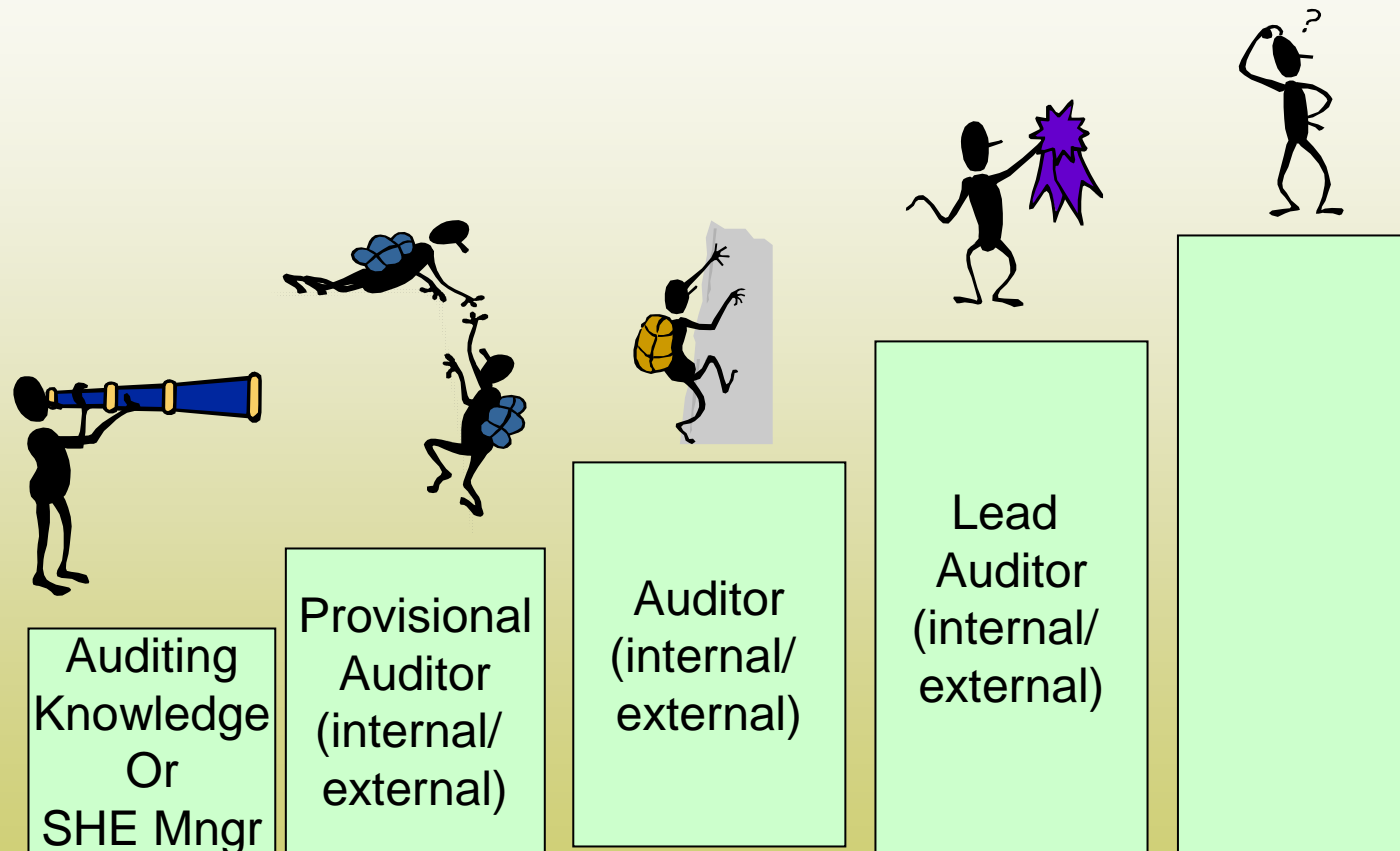 ?
Auditing
Knowledge
Or
SHE Mngr
Provisional
Auditor
(internal/
external)
Auditor
(internal/
external)
Lead
Auditor
(internal/
external)